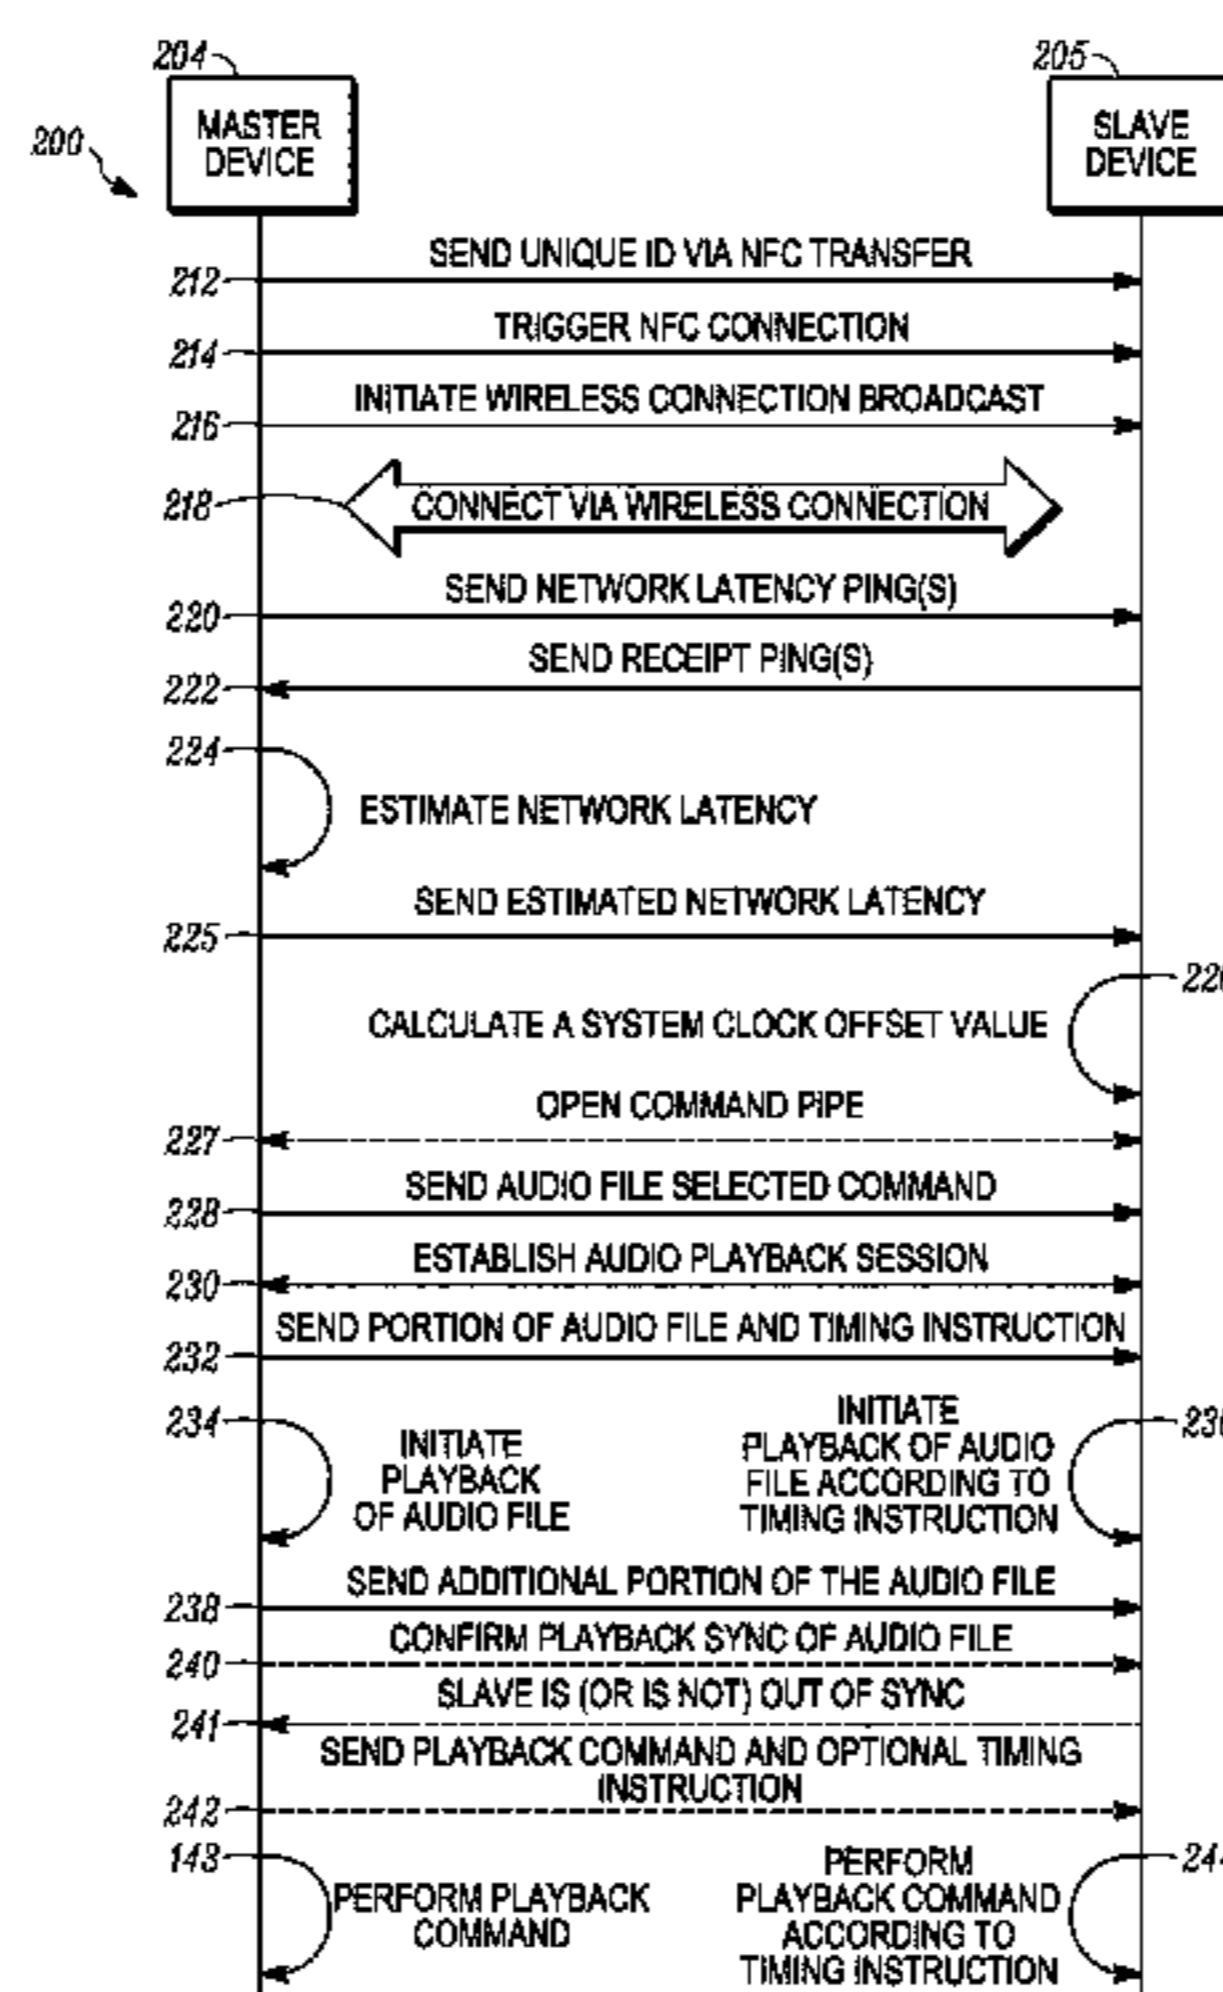 204
205
200
MASTER
DEVICE
SLAVE
DEVICE
SEND UNIQUE ID VIA NFC TRANSFER
212
TRIGGER NFC CONNECTION
214
INITIATE WIRELESS CONNECTION BROADCAST
216
218
CONNECT VIA WIRELESS CONNECTION
SEND NETWORK LATENCY PING(S)
220
SEND RECEIPT PING(S)
222
224
ESTIMATE NETWORK LATENCY
SEND ESTIMATED NETWORK LATENCY
225
CALCULATE A SYSTEM CLOCK OFFSET VALUE
OPEN COMMAND PIPE
227
SEND AUDIO FILE SELECTED COMMAND
228
ESTABLISH AUDIO PLAYBACK SESSION
230
SEND PORTION OF AUDIO FILE AND TIMING INSTRUCTION
232
234
INITIATE
PLAYBACK
OF AUDIO FILE
INITIATE
PLAYBACK OF AUDIO
FILE ACCORDING TO
TIMING INSTRUCTION
SEND ADDITIONAL PORTION OF THE AUDIO FILE
238
CONFIRM PLAYBACK SYNC OF AUDIO FILE
240
SLAVE IS (OR IS NOT) OUT OF SYNC
241
SEND PLAYBACK COMMAND AND OPTIONAL TIMING
INSTRUCTION
242
143
PERFORM PLAYBACK
COMMAND
PERFORM
PLAYBACK COMMAND
ACCORDING TO
TIMING INSTRUCTION